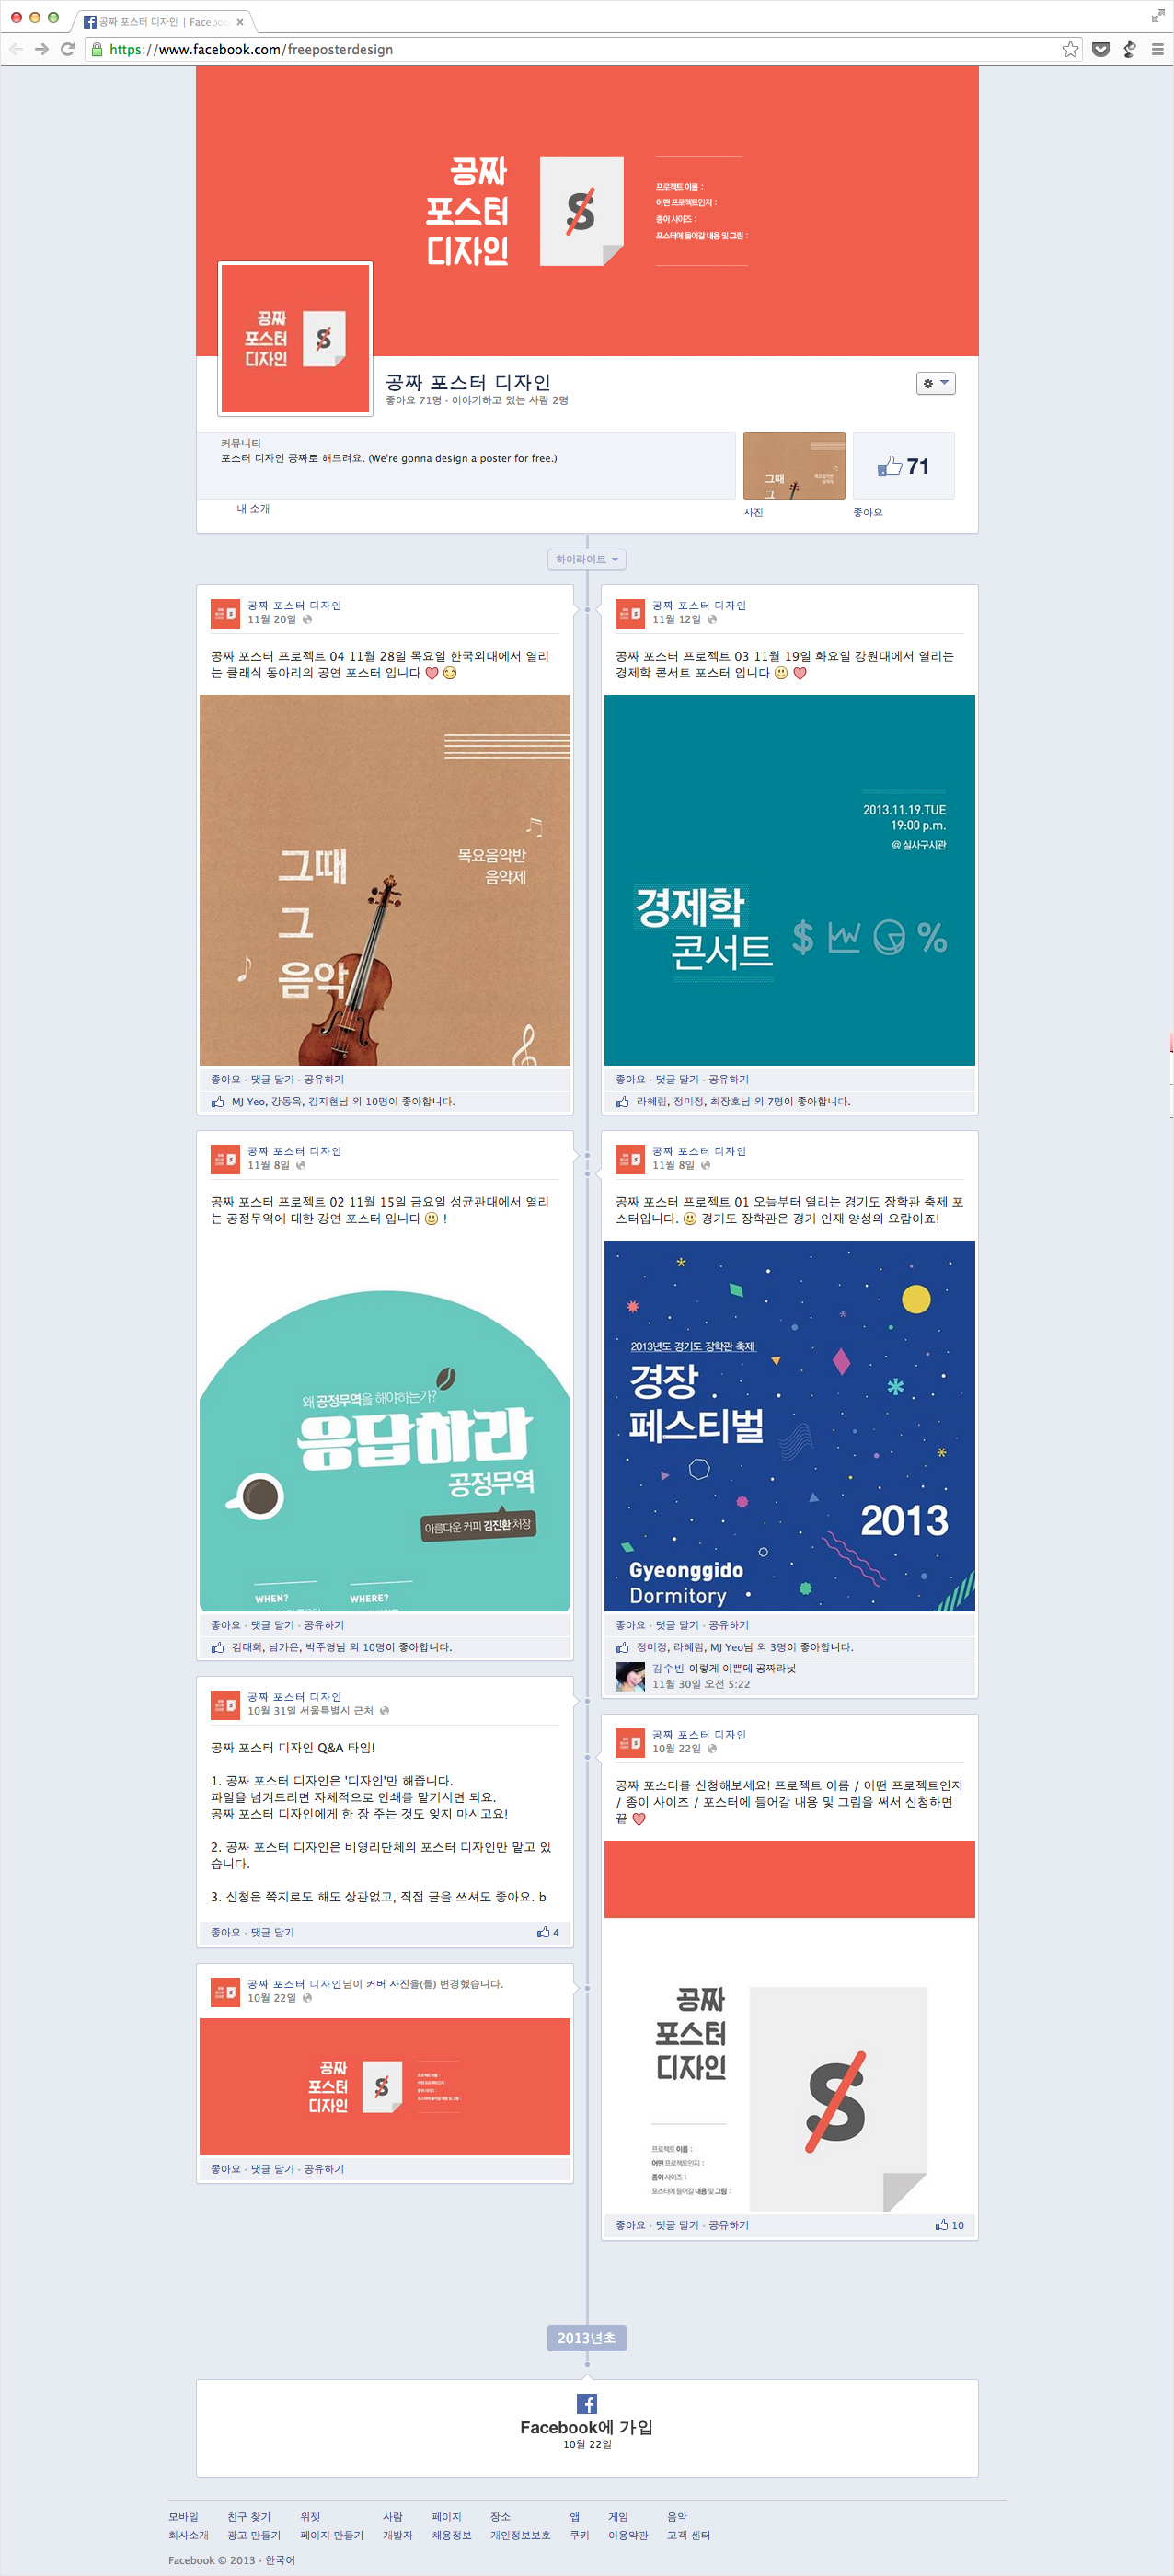 공짜 포스터 디자인 | Facebo
https://www.facebook.com/freeposterdesign
공짜
포스터
디자인
S
프로젝트 이름 :
어떤 프로젝트인지 :
종이 사이즈 :
포스터에 들어갈 내용 및 그림 :
공짜
포스터
디자인
S
공짜 포스터 디자인
좋아요 71명 · 이야기하고 있는 사람 2명
커뮤니티
포스터 디자인 공짜로 해드려요. (We're gonna design a poster for free.)
그때
그
목요음악반
음악제
71
내 소개
사진
좋아요
하이라이트
공짜 포스터 디자인
11월 20일
공짜 포스터 프로젝트 04 11월 28일 목요일 한국외대에서 열리
는 클래식 동아리의 공연 포스터 입니다
그때
그
음악
목요음악반
음악제
좋아요 · 댓글 달기 · 공유하기
MJ Yeo, 강동욱, 김지현님 외 10명이 좋아합니다.
공짜 포스터 디자인
11월 12일
공짜 포스터 프로젝트 03 11월 19일 화요일 강원대에서 열리는
경제학 콘서트 포스터 입니다
2013.11.19.TUE
19:00 p.m.
@ 실사구시관
경제학
콘서트
$ %
좋아요 · 댓글 달기 · 공유하기
라혜림, 정미정, 최장호님 외 7명이 좋아합니다.
공짜 포스터 디자인
11월 8일
공짜 포스터 프로젝트 02 11월 15일 금요일 성균관대에서 열리
는 공정무역에 대한 강연 포스터 입니다 !
왜 공정무역을 해야하는가?
응답하라
공정무역
아름다운 커피 김진환 처장
WHEN? WHERE?
좋아요 · 댓글 달기 · 공유하기
김대희, 남가은, 박주영님 외 10명이 좋아합니다.
공짜 포스터 디자인
11월 8일
공짜 포스터 프로젝트 01 오늘부터 열리는 경기도 장학관 축제 포
스터입니다. 경기도 장학관은 경기 인재 양성의 요람이죠!
2013년도 경기도 장학관 축제
경장
페스티벌
2013
Gyeonggido
Dormitory
좋아요 · 댓글 달기 · 공유하기
정미정, 라혜림, MJ Yeo님 외 3명이 좋아합니다.
김수빈 이렇게 이쁜데 공짜라닛
11월 30일 오전 5:22
공짜 포스터 디자인
10월 31일 서울특별시 근처
공짜 포스터 디자인 Q&A 타임!
1. 공짜 포스터 디자인은 '디자인'만 해줍니다.
파일을 넘겨드리면 자체적으로 인쇄를 맡기시면 되요.
공짜 포스터 디자인에게 한 장 주는 것도 잊지 마시고요!
2. 공짜 포스터 디자인은 비영리단체의 포스터 디자인만 맡고 있
습니다.
3. 신청은 쪽지로도 해도 상관없고, 직접 글을 쓰셔도 좋아요. b
좋아요 · 댓글 달기 4
공짜 포스터 디자인
10월 22일
공짜 포스터를 신청해보세요! 프로젝트 이름 / 어떤 프로젝트인지
/ 종이 사이즈 / 포스터에 들어갈 내용 및 그림을 써서 신청하면
끝
공짜
포스터
디자인
S
프로젝트 이름 :
어떤 프로젝트인지 :
종이 사이즈 :
포스터에 들어갈 내용 및 그림 :
좋아요 · 댓글 달기 · 공유하기 10
공짜 포스터 디자인님이 커버 사진을(를) 변경했습니다.
10월 22일
공짜
포스터
디자인
S
프로젝트 이름 :
어떤 프로젝트인지 :
종이 사이즈 :
포스터에 들어갈 내용 및 그림 :
좋아요 · 댓글 달기 · 공유하기
2013년초
Facebook에 가입
10월 22일
모바일 친구 찾기 위젯 사람 페이지 장소 앱 게임 음악
회사소개 광고 만들기 페이지 만들기 개발자 채용정보 개인정보보호 쿠키 이용약관 고객 센터
Facebook © 2013 · 한국어